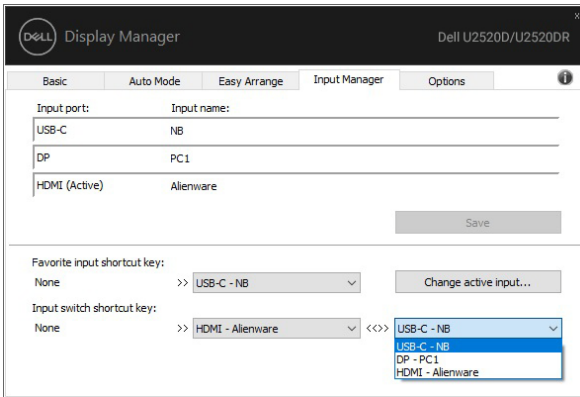 DELL Display Manager Dell U2520D/U2520DR x
Basic Auto Mode Easy Arrange Input Manager Options i
Input port: Input name:
USB-C NB
DP PC1
HDMI (Active) Alienware
Save
Favorite input shortcut key:
None >> USB-C - NB Change active input...
Input switch shortcut key:
None >> HDMI - Alienware <<>> USB-C - NB
USB-C - NB
DP - PC1
HDMI - Alienware